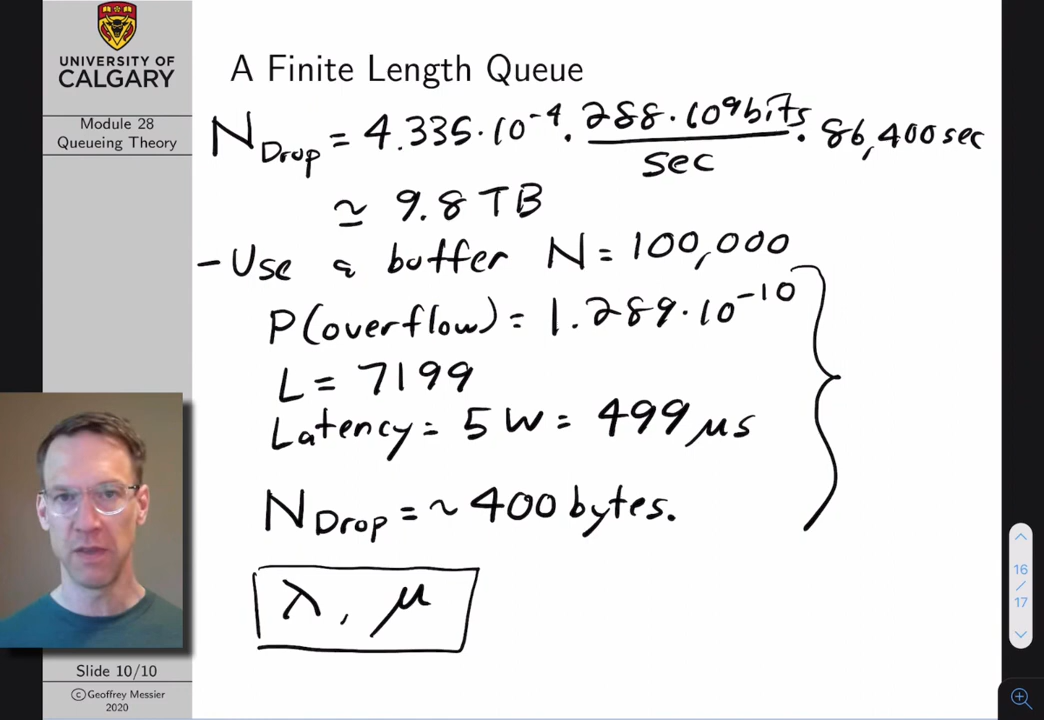 UNIVERSITY OF
CALGARY
Module 28
Queueing Theory
A Finite Length Queue
N_Drop = 4.335·10^-4 · 288·10^9 bits / sec · 86,400 sec
≃ 9.8 TB
- Use a buffer N = 100,000
P(overflow) = 1.289·10^-10
L = 7199
Latency = 5W = 499 μs
N_Drop = ~400 bytes.
λ, μ
16
/
17
Slide 10/10
©Geoffrey Messier
2020